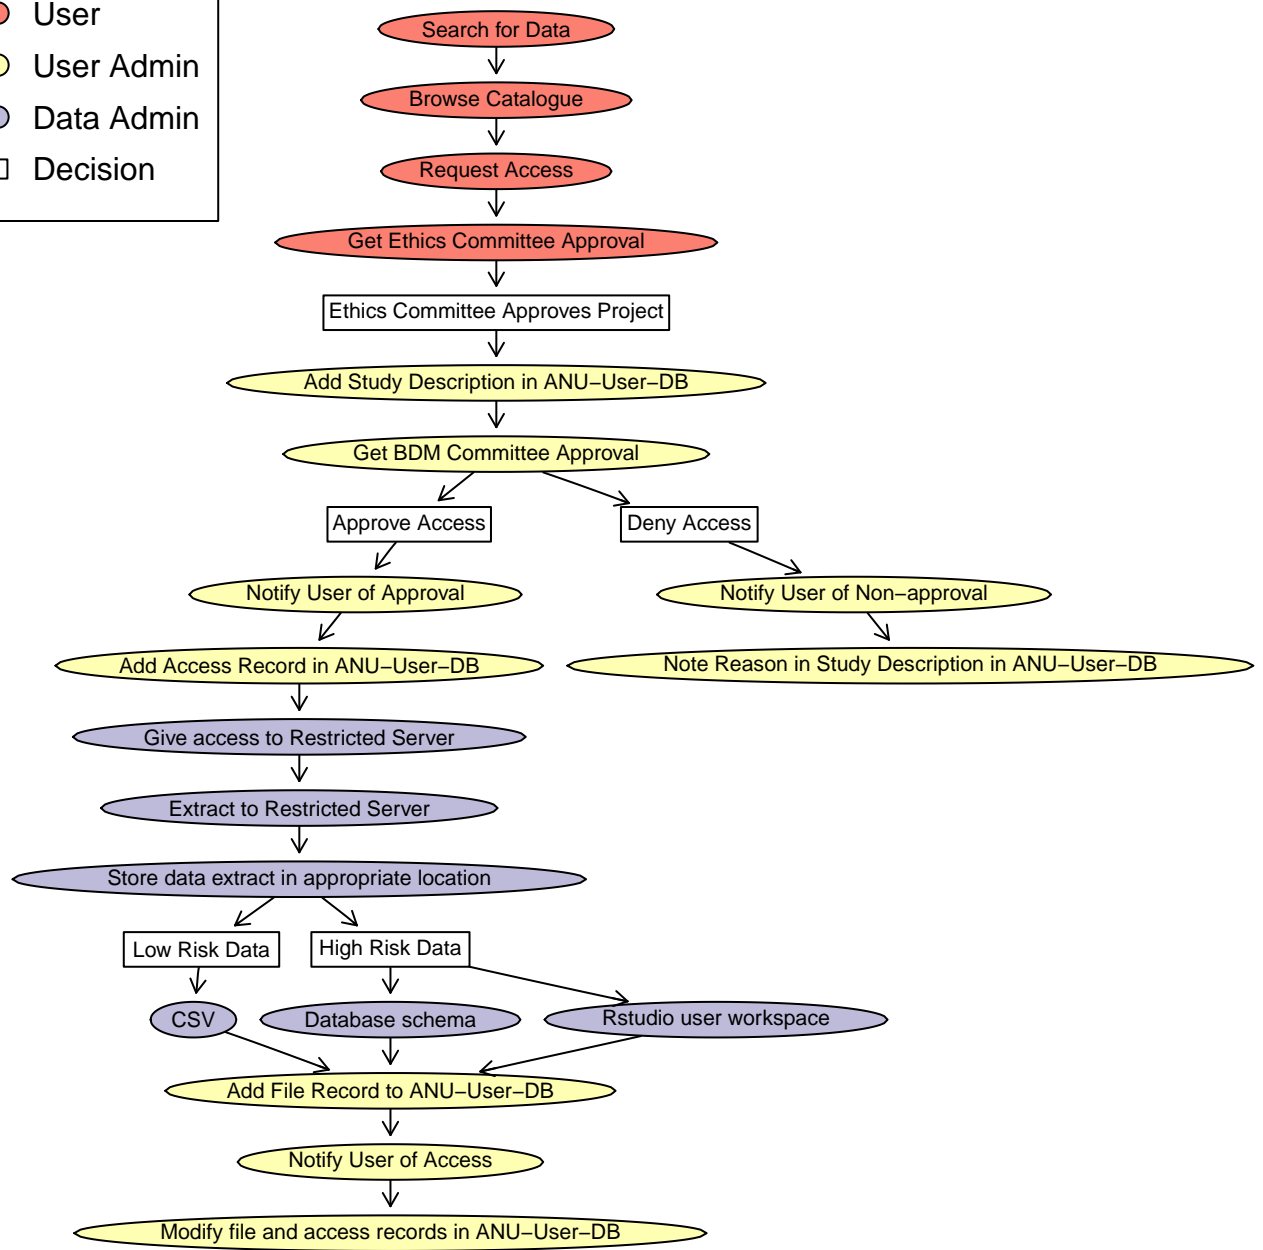 User
User Admin
Data Admin
Decision
Search for Data
Browse Catalogue
Request Access
Get Ethics Committee Approval
Ethics Committee Approves Project
Add Study Description in ANU−User−DB
Get BDM Committee Approval
Approve Access
Deny Access
Notify User of Approval
Notify User of Non−approval
Add Access Record in ANU−User−DB
Note Reason in Study Description in ANU−User−DB
Give access to Restricted Server
Extract to Restricted Server
Store data extract in appropriate location
Low Risk Data
High Risk Data
CSV
Database schema
Rstudio user workspace
Add File Record to ANU−User−DB
Notify User of Access
Modify file and access records in ANU−User−DB